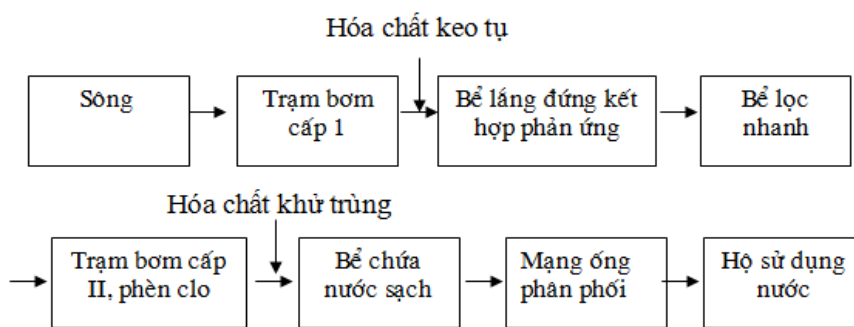 Hóa chất keo tụ
Sông
Trạm bơm
cấp 1
Bể lắng đứng kết
hợp phản ứng
Bể lọc
nhanh
Hóa chất khử trùng
Trạm bơm cấp
II, phèn clo
Bể chứa
nước sạch
Mạng ống
phân phối
Hộ sử dụng
nước